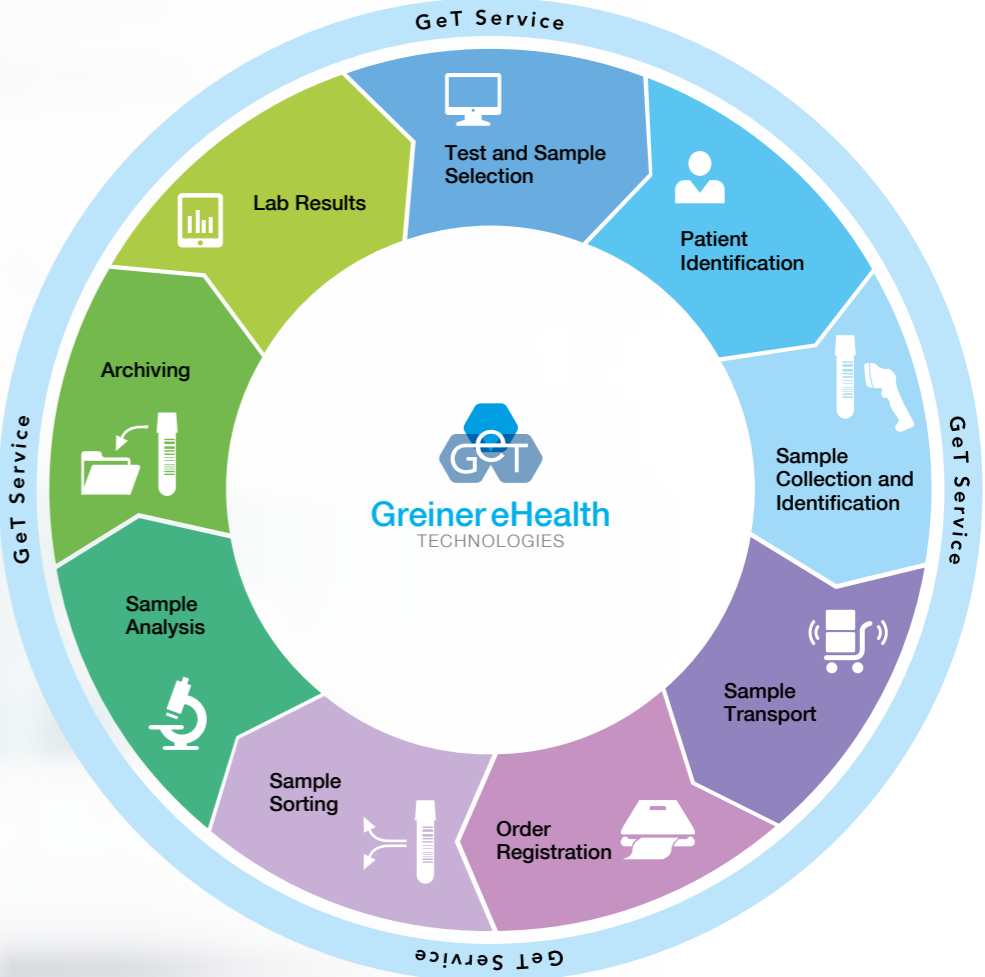 GeT Service
Test and Sample
Selection
Patient
Identification
Sample
Collection and
Identification
GeT Service
Sample
Transport
Order
Registration
GeT Service
Sample
Sorting
Sample
Analysis
GeT Service
Archiving
Lab Results
GeT
Greiner eHealth
TECHNOLOGIES